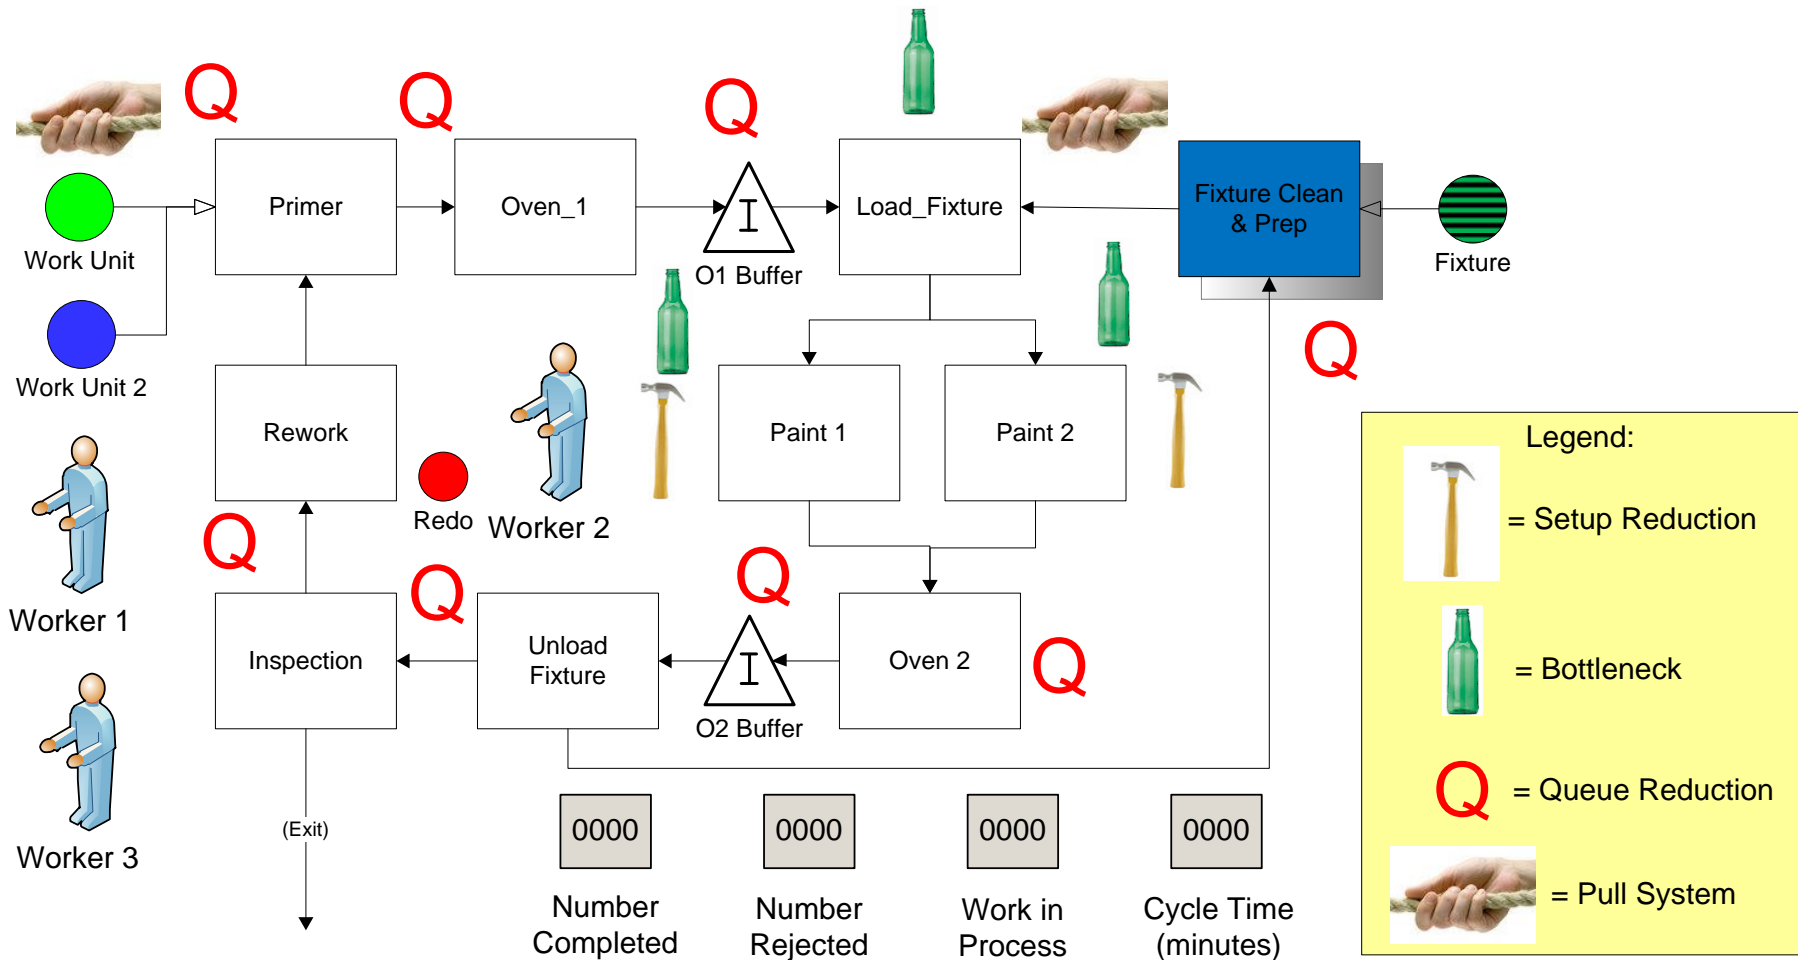 Q
Q
Q
Primer
Oven_1
I
O1 Buffer
Load_Fixture
Fixture Clean
& Prep
Fixture
Work Unit
Work Unit 2
Q
Rework
Redo
Worker 2
Paint 1
Paint 2
Worker 1
Q
Q
Q
Q
Inspection
Unload
Fixture
I
O2 Buffer
Oven 2
Worker 3
(Exit)
0000
Number
Completed
0000
Number
Rejected
0000
Work in
Process
0000
Cycle Time
(minutes)
Legend:
= Setup Reduction
= Bottleneck
Q = Queue Reduction
= Pull System